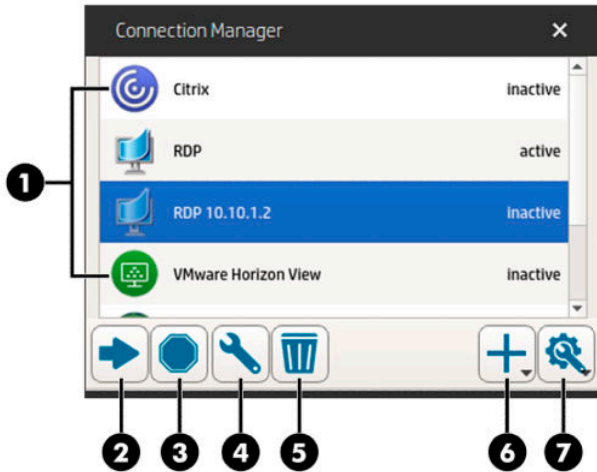 Connection Manager ×
Citrix inactive
1
RDP active
RDP 10.10.1.2 inactive
VMware Horizon View inactive
2 3 4 5 6 7